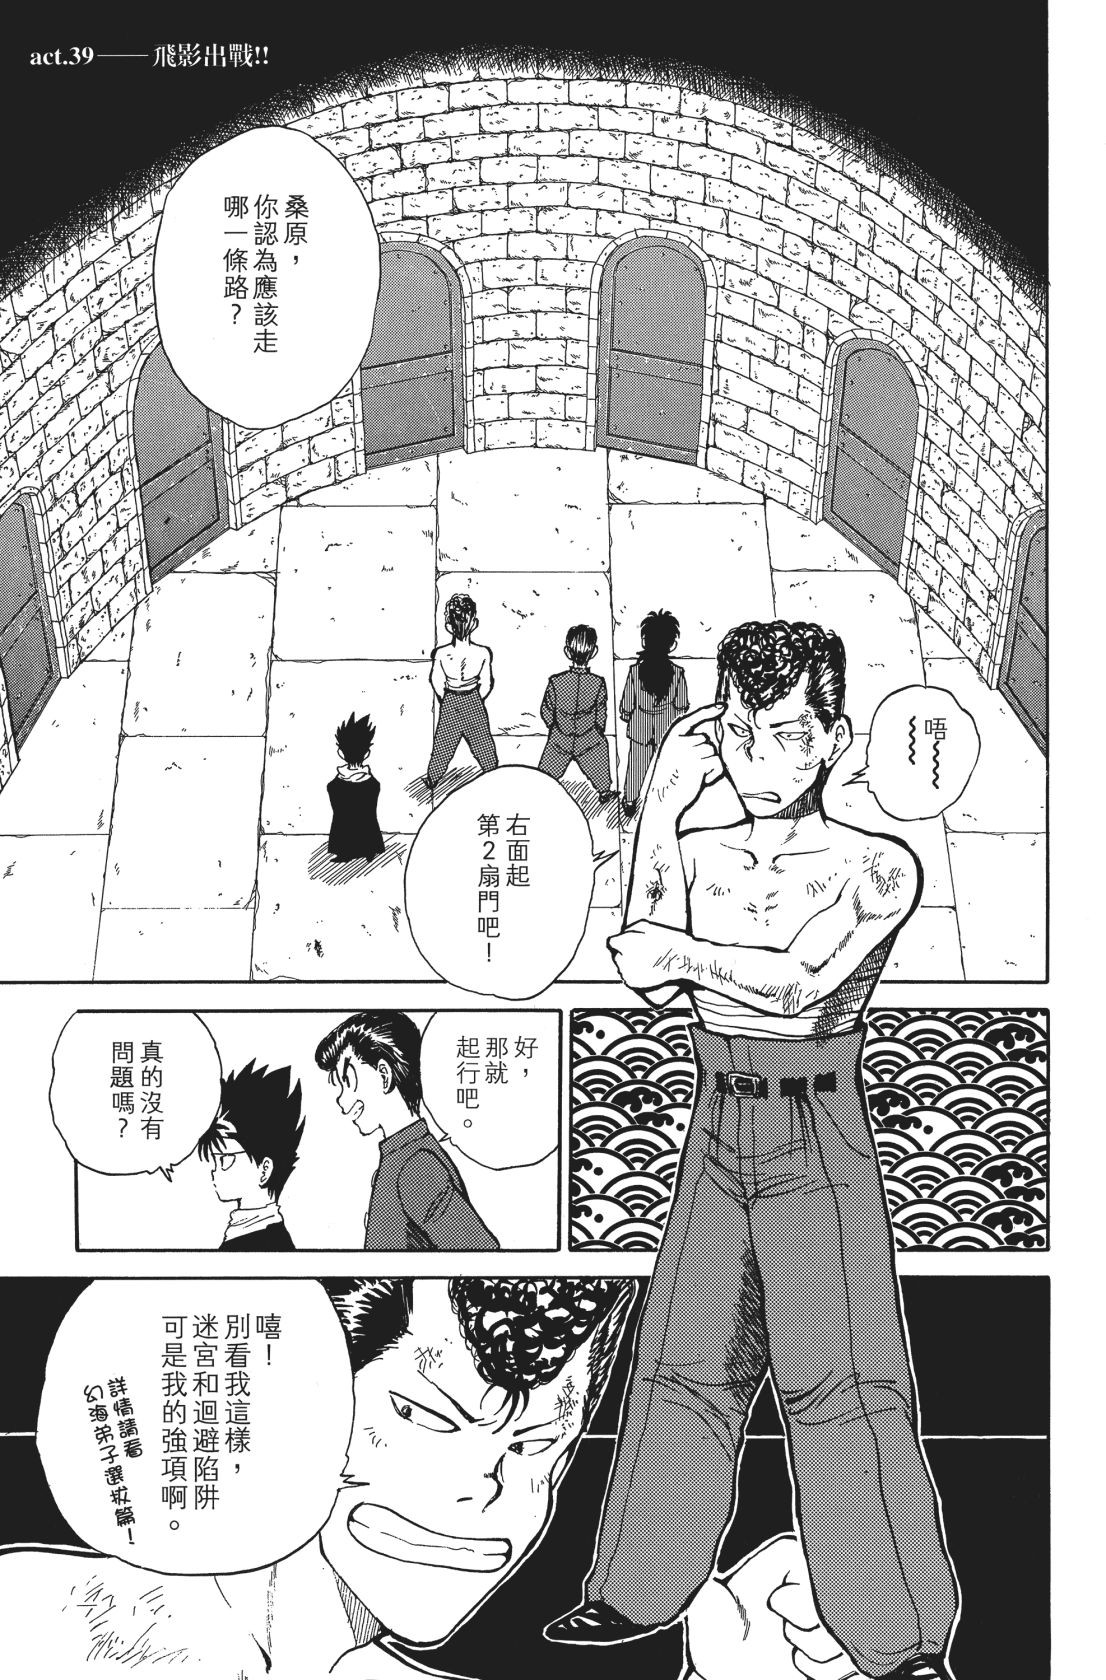 act.39——飛影出戰!!
桑原，
你認為應該走
哪一條路？
唔
右面起
第2扇門吧！
好，
那就
起行吧。
真的沒有
問題嗎？
嘻！
別看我這樣，
迷宮和迴避陷阱
可是我的強項啊。
詳情請看
幻海弟子選拔篇！